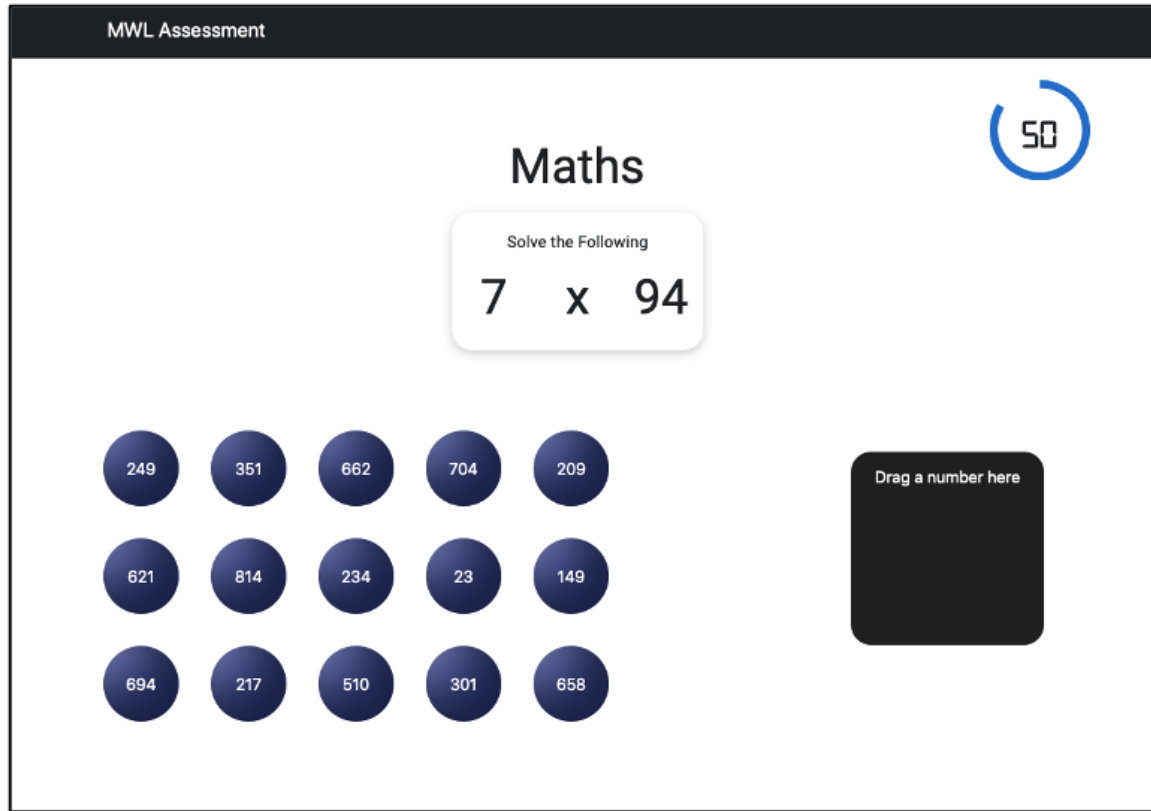 MWL Assessment
50
Maths
Solve the Following
7 x 94
249 351 662 704 209
Drag a number here
621 814 234 23 149
694 217 510 301 658